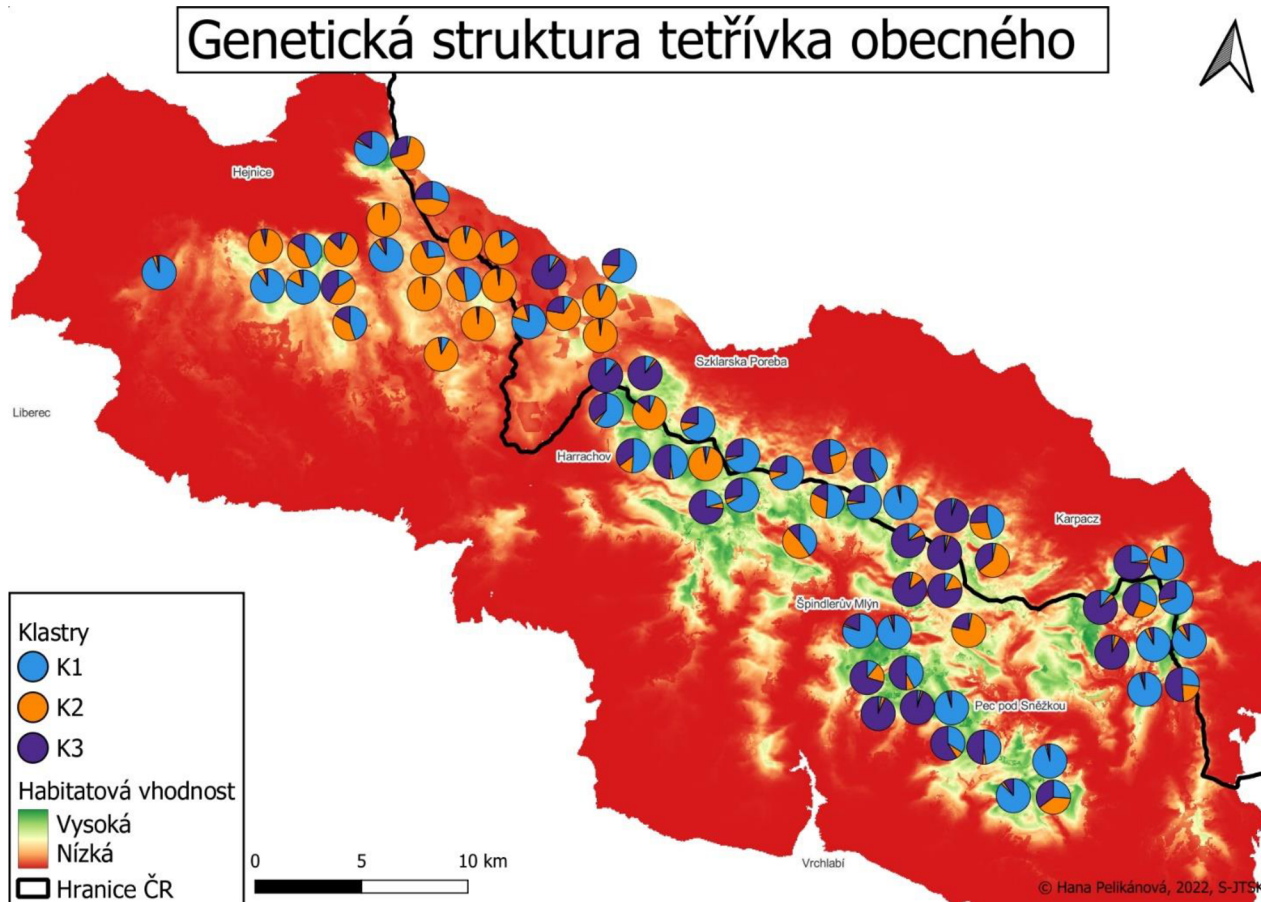 Genetická struktura tetřívka obecného
Hejnice
Szklarska Poreba
Liberec
Harrachov
Karpacz
Špindlerův Mlýn
Pec pod Sněžkou
Vrchlabí
Klastry
K1
K2
K3
Habitatová vhodnost
Vysoká
Nízká
Hranice ČR
0 5 10 km
© Hana Pelikánová, 2022, S-JTSK